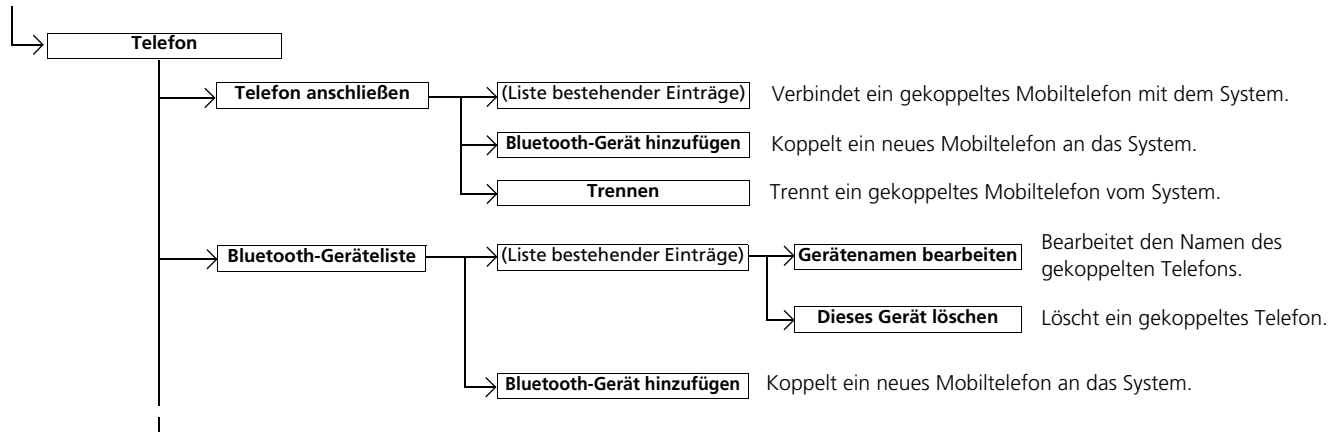 Telefon
Telefon anschließen
(Liste bestehender Einträge)
Verbindet ein gekoppeltes Mobiltelefon mit dem System.
Bluetooth-Gerät hinzufügen
Koppelt ein neues Mobiltelefon an das System.
Trennen
Trennt ein gekoppeltes Mobiltelefon vom System.
Bluetooth-Geräteliste
(Liste bestehender Einträge)
Gerätenamen bearbeiten
Bearbeitet den Namen des
gekoppelten Telefons.
Dieses Gerät löschen
Löscht ein gekoppeltes Telefon.
Bluetooth-Gerät hinzufügen
Koppelt ein neues Mobiltelefon an das System.